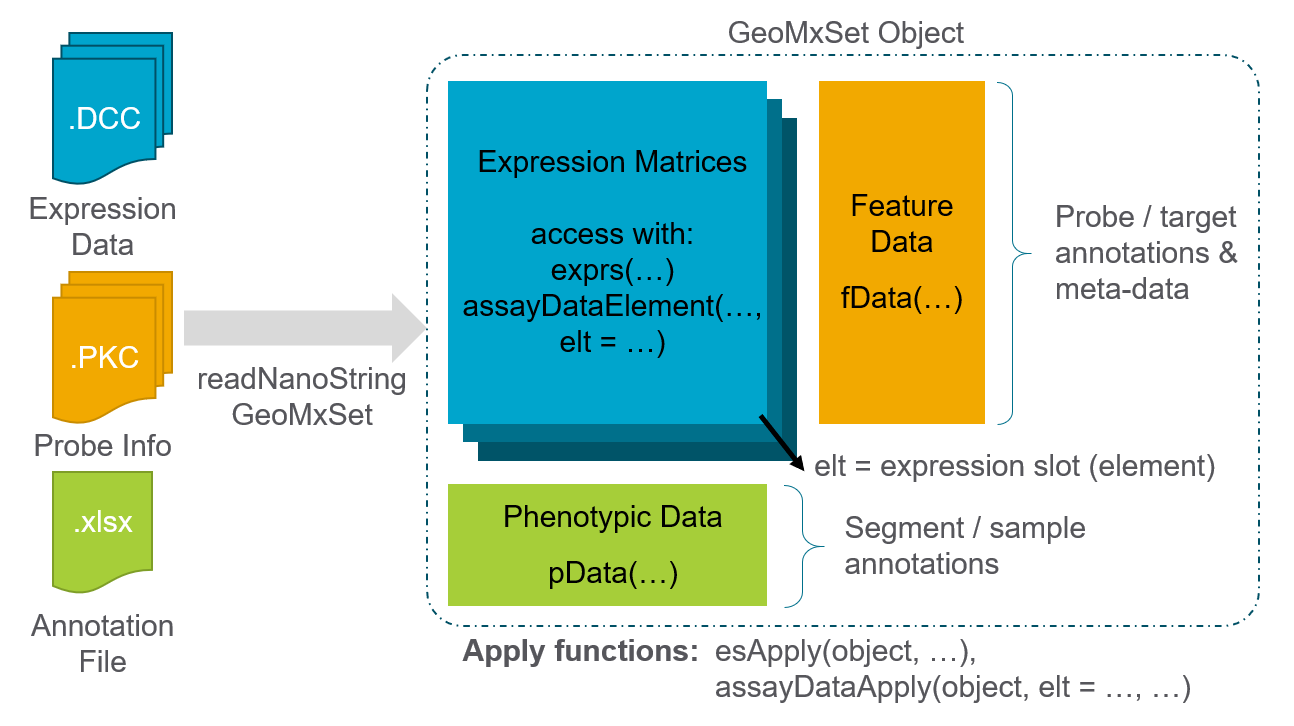 GeoMxSet Object
.DCC
Expression
Data
.PKC
Probe Info
.xlsx
Annotation
File
readNanoString
GeoMxSet
Expression Matrices
access with:
exprs(…)
assayDataElement(…,
elt = …)
Feature
Data
fData(…)
Probe / target
annotations &
meta-data
elt = expression slot (element)
Phenotypic Data
pData(…)
Segment / sample
annotations
Apply functions: esApply(object, …),
assayDataApply(object, elt = …, …)